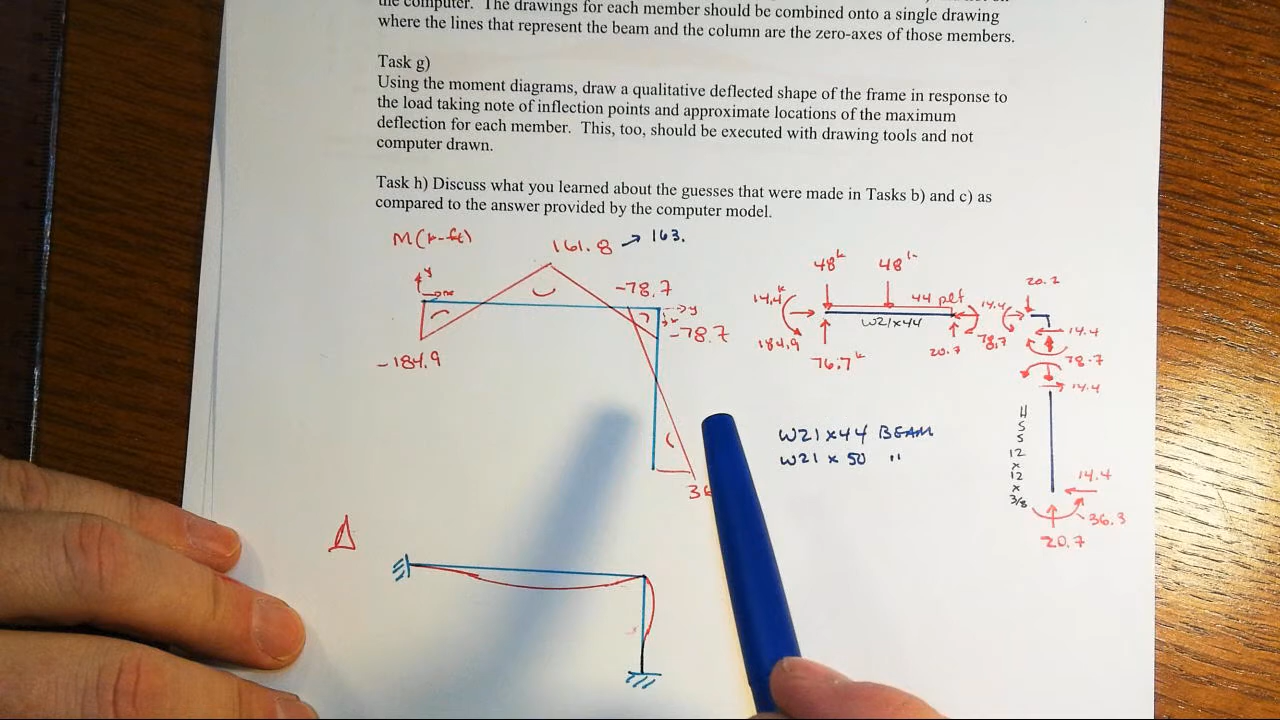 the computer. The drawings for each member should be combined onto a single drawing
where the lines that represent the beam and the column are the zero-axes of those members.
Task g)
Using the moment diagrams, draw a qualitative deflected shape of the frame in response to
the load taking note of inflection points and approximate locations of the maximum
deflection for each member. This, too, should be executed with drawing tools and not
computer drawn.
Task h) Discuss what you learned about the guesses that were made in Tasks b) and c) as
compared to the answer provided by the computer model.
M(k-ft)
161.8 → 163.
y
-78.7
y
-78.7
-184.9
48k
48k
44 plf
14.4k
184.9
W21x44
76.7k
20.7
14.4
78.7
20.2
14.4
78.7
14.4
W21x44 BEAM
W21x50 "
H
S
S
12
x
12
x
3/8
14.4
36.3
20.7
Δ